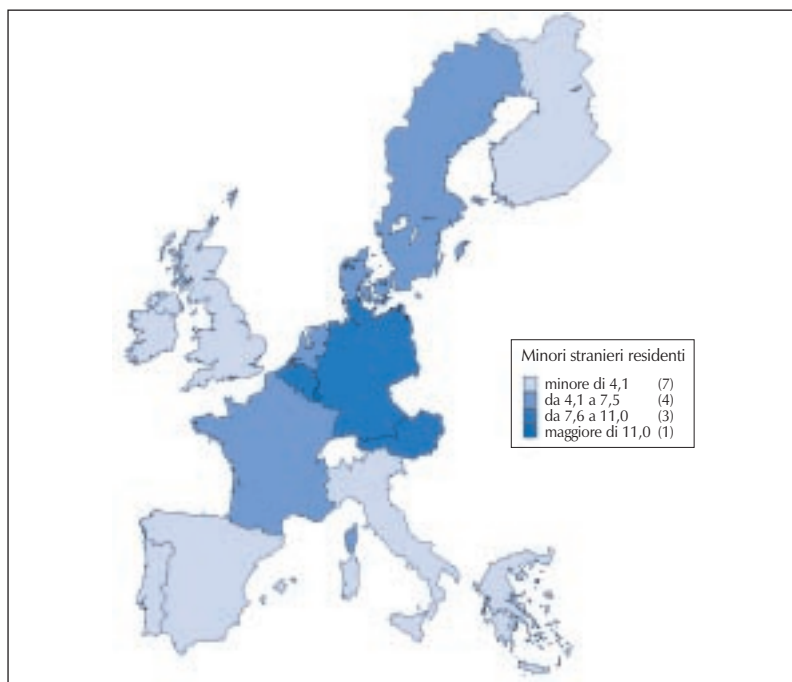 Minori stranieri residenti
minore di 4,1 (7)
da 4,1 a 7,5 (4)
da 7,6 a 11,0 (3)
maggiore di 11,0 (1)